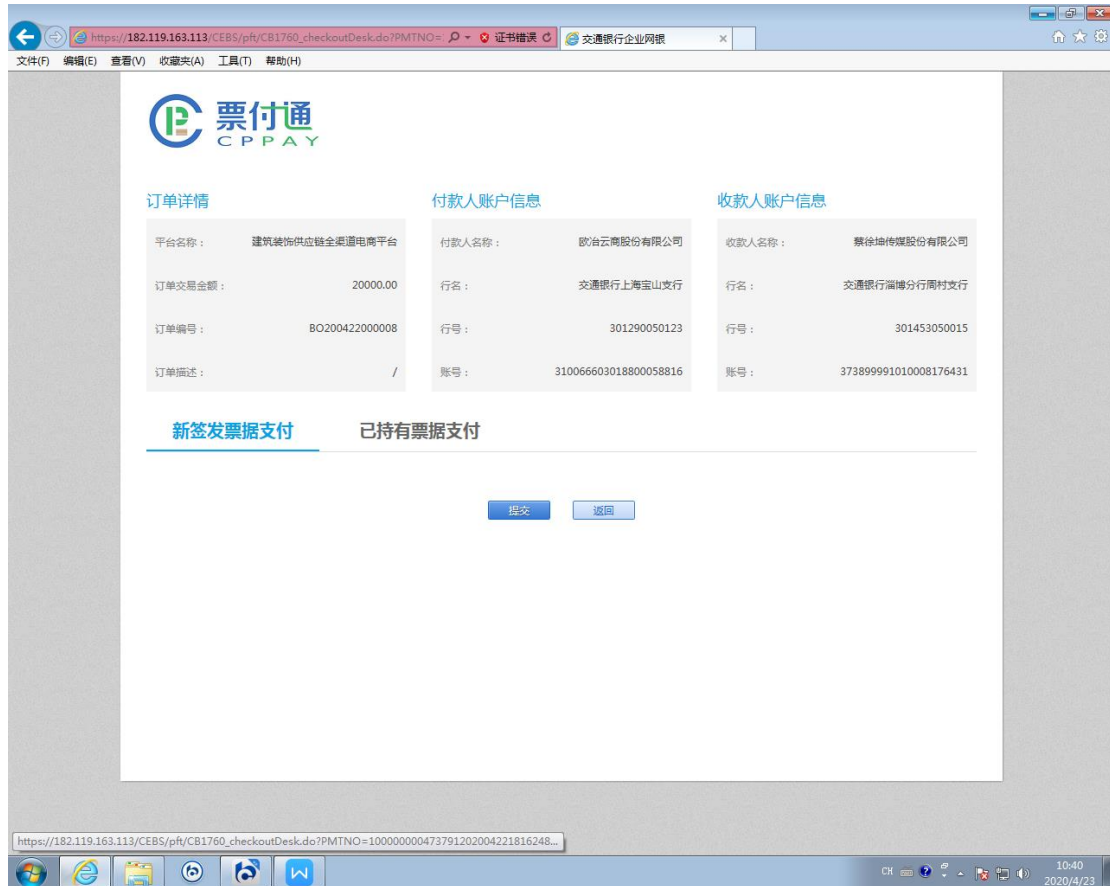 https://182.119.163.113/CEBS/pft/CB1760_checkoutDesk.do?PMTNO=: 证书错误 交通银行企业网银
文件(F) 编辑(E) 查看(V) 收藏夹(A) 工具(T) 帮助(H)
票付通
CPPAY
订单详情 付款人账户信息 收款人账户信息
平台名称： 建筑装饰供应链全渠道电商平台 付款人名称： 欧冶云商股份有限公司 收款人名称： 蔡徐坤传媒股份有限公司
订单交易金额： 20000.00 行名： 交通银行上海宝山支行 行名： 交通银行淄博分行周村支行
订单编号： BO200422000008 行号： 301290050123 行号： 301453050015
订单描述： / 账号： 310066603018800058816 账号： 373899991010008176431
新签发票据支付 已持有票据支付
提交 返回
https://182.119.163.113/CEBS/pft/CB1760_checkoutDesk.do?PMTNO=1000000004737912020042218162​48...
CH 10:40
2020/4/23